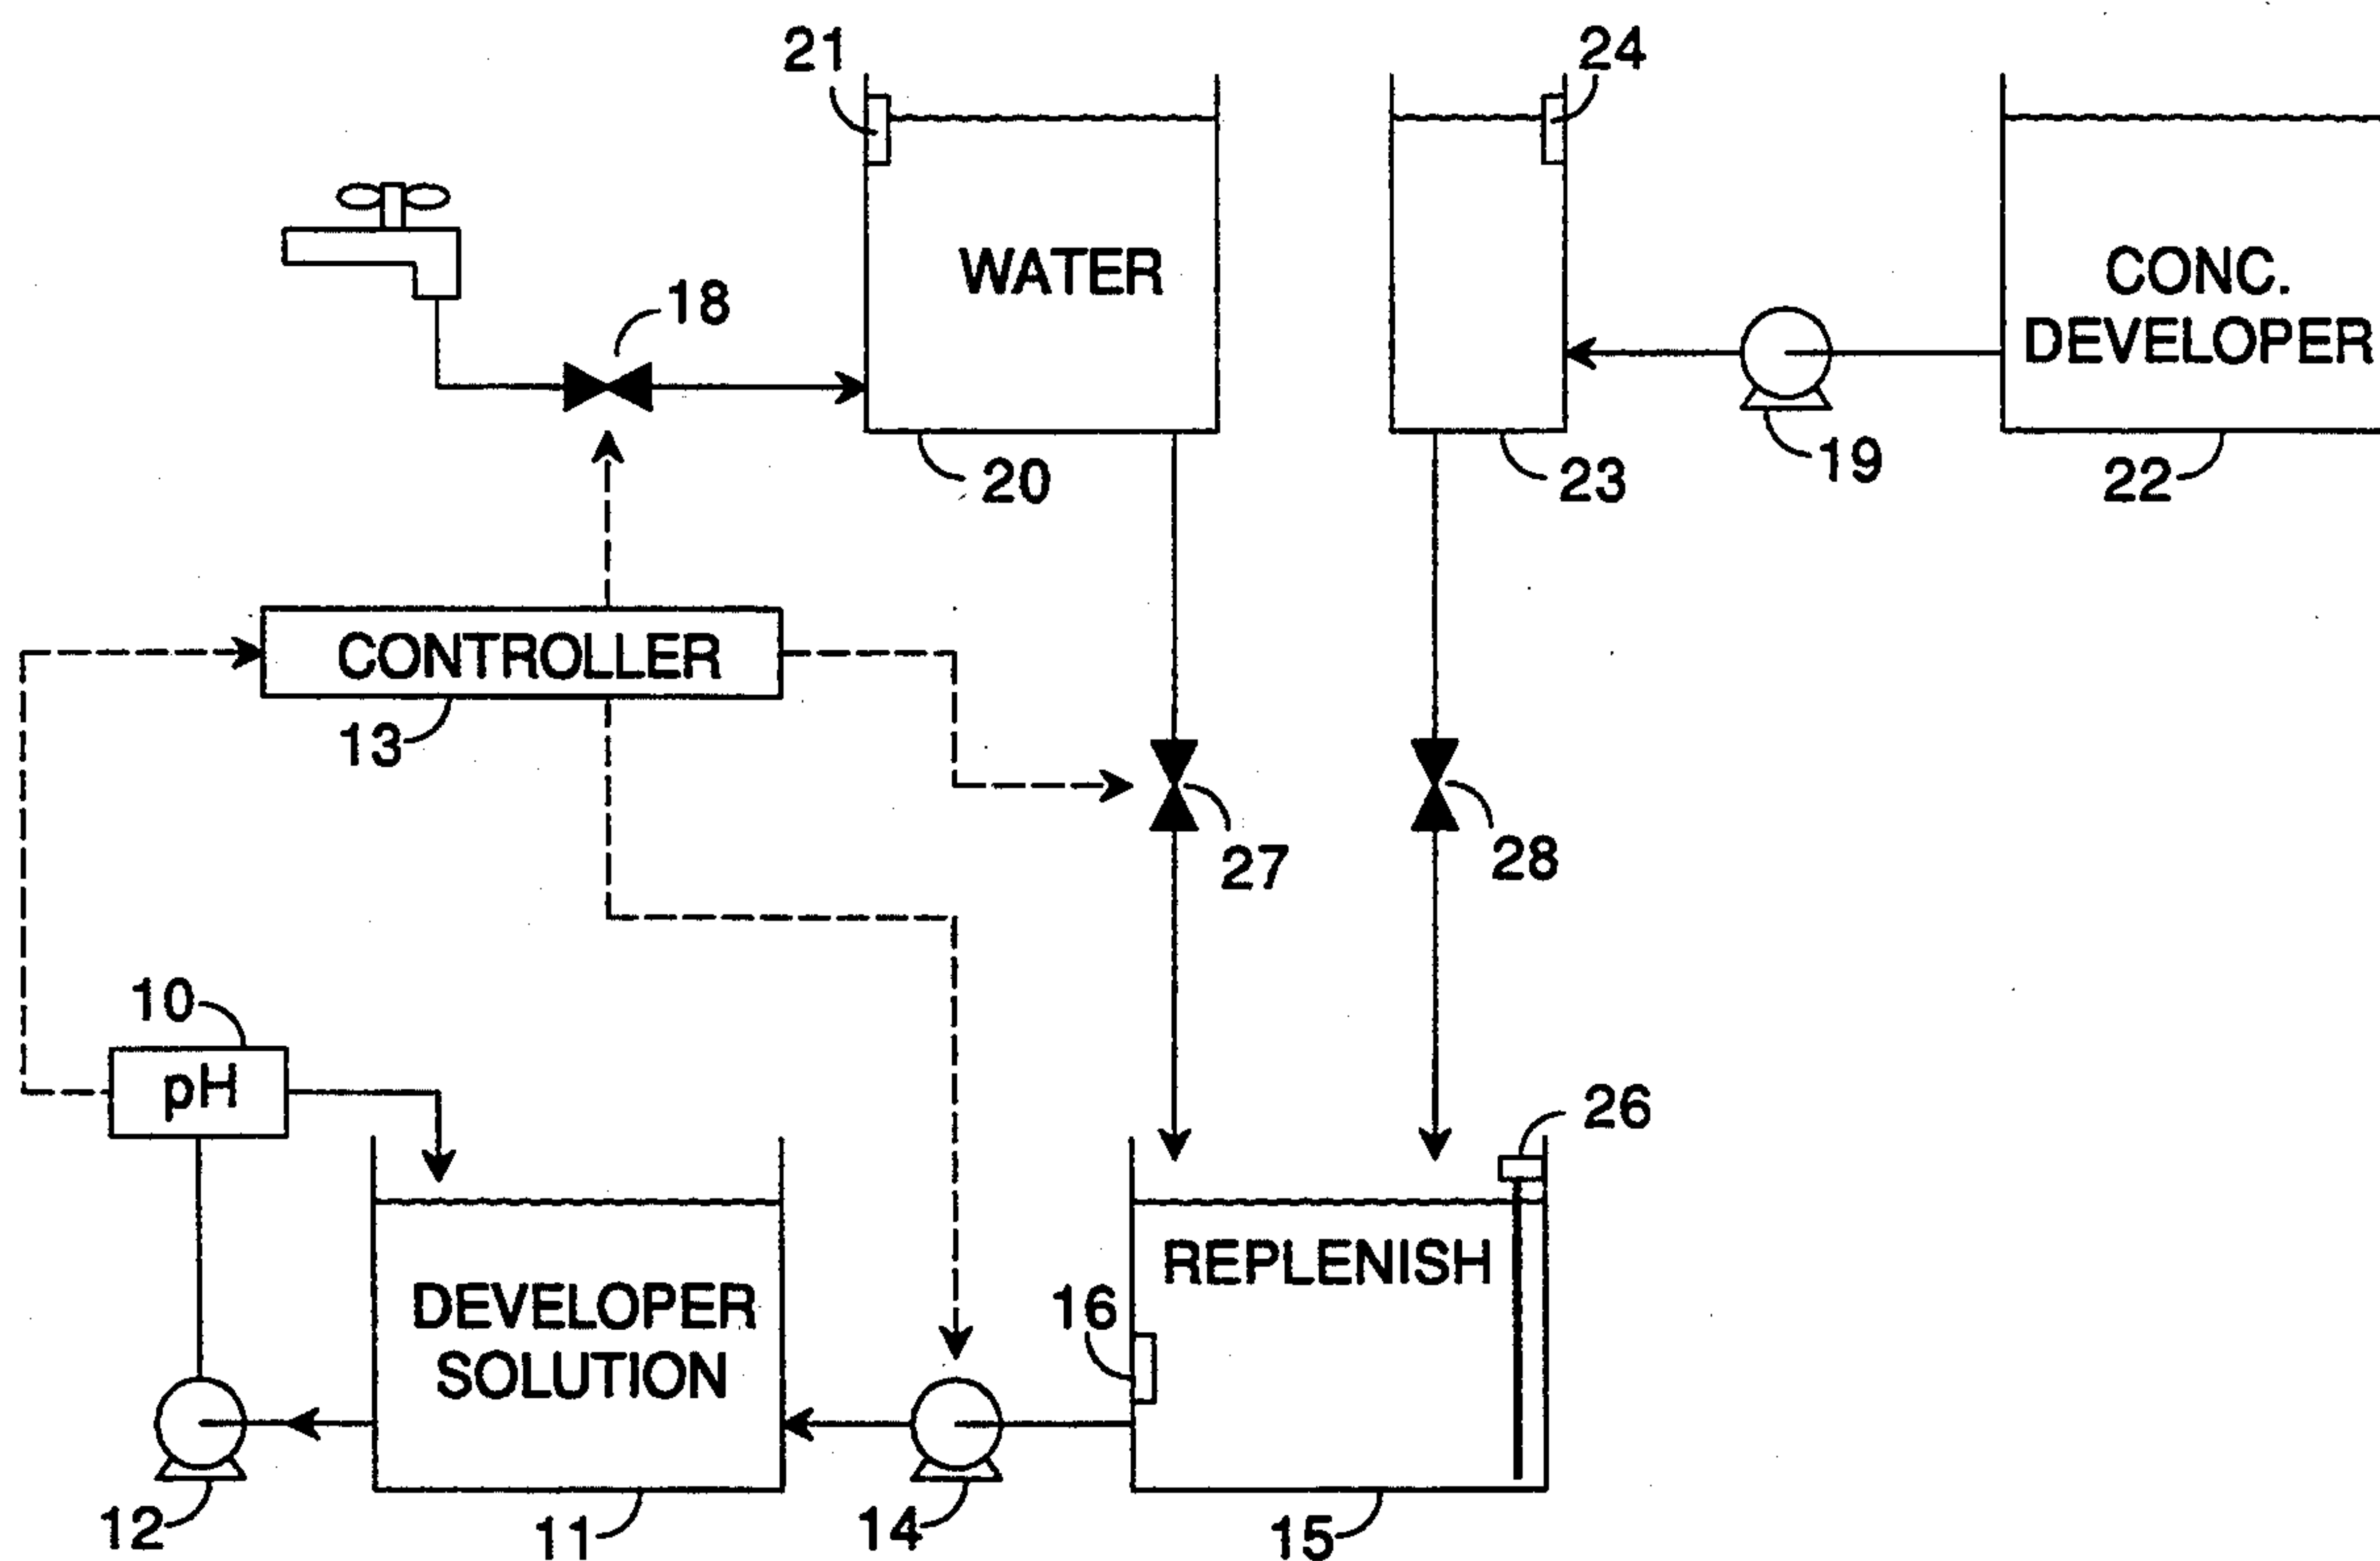 21
24
WATER
CONC.
DEVELOPER
18
19
20
23
22
CONTROLLER
13
27
28
10
pH
26
REPLENISH
16
DEVELOPER
SOLUTION
12
11
14
15